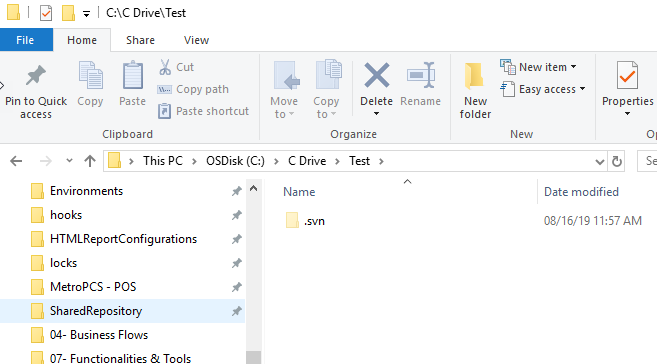 C:\C Drive\Test
File Home Share View
Pin to Quick access
Copy
Paste
Cut
Copy path
Paste shortcut
Clipboard
Move to
Copy to
Delete
Rename
Organize
New folder
New item
Easy access
New
Properties
This PC > OSDisk (C:) > C Drive > Test >
Environments
hooks
HTMLReportConfigurations
locks
MetroPCS - POS
SharedRepository
04- Business Flows
07- Functionalities & Tools
Name Date modified
.svn 08/16/19 11:57 AM